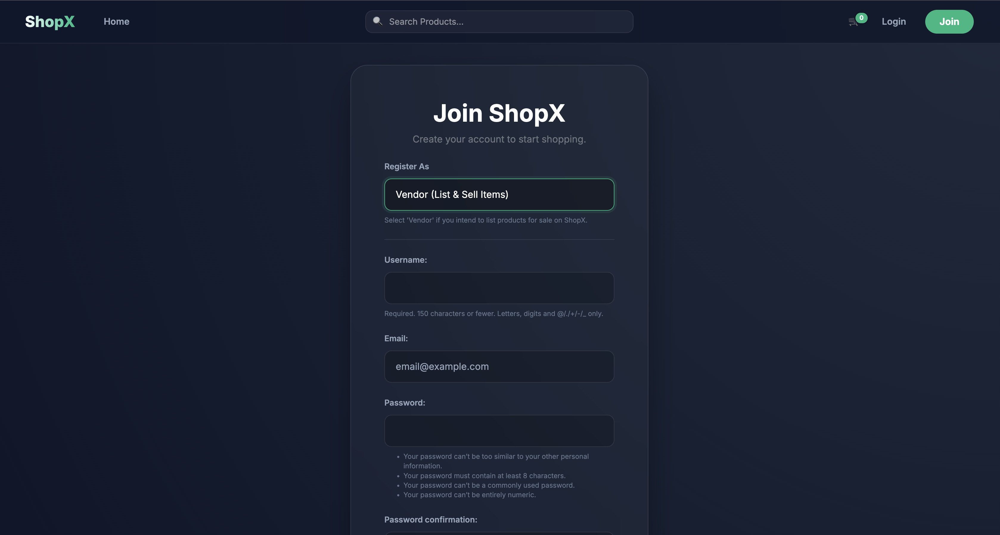 ShopX
Home
Search Products...
0
Login
Join
Join ShopX
Create your account to start shopping.
Register As
Vendor (List & Sell Items)
Select 'Vendor' if you intend to list products for sale on ShopX.
Username:
Required. 150 characters or fewer. Letters, digits and @/./+/-/_ only.
Email:
email@example.com
Password:
• Your password can’t be too similar to your other personal
information.
• Your password must contain at least 8 characters.
• Your password can’t be a commonly used password.
• Your password can’t be entirely numeric.
Password confirmation: